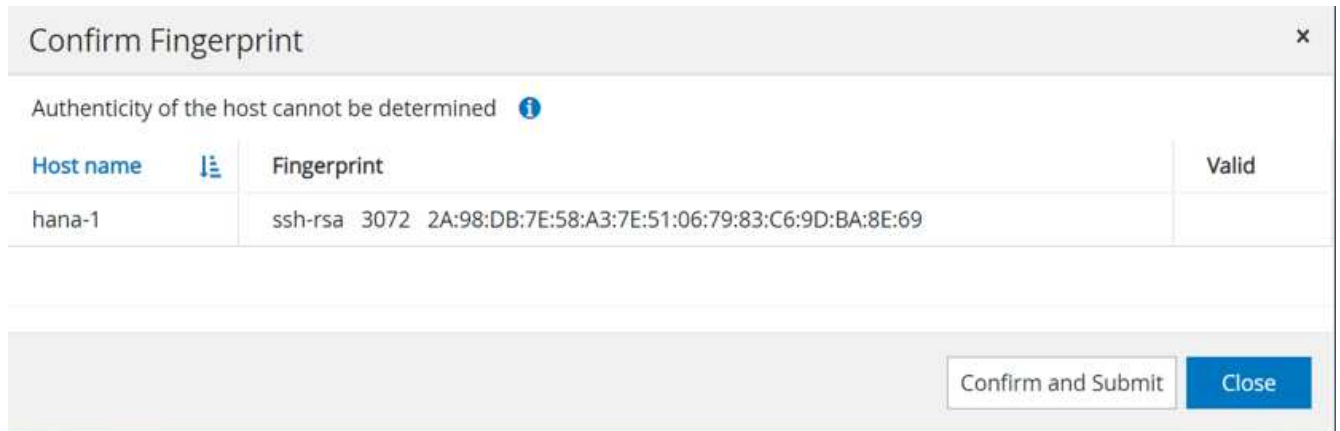 Confirm Fingerprint ×
Authenticity of the host cannot be determined i
Host name Fingerprint Valid
hana-1 ssh-rsa 3072 2A:98:DB:7E:58:A3:7E:51:06:79:83:C6:9D:BA:8E:69
Confirm and Submit Close